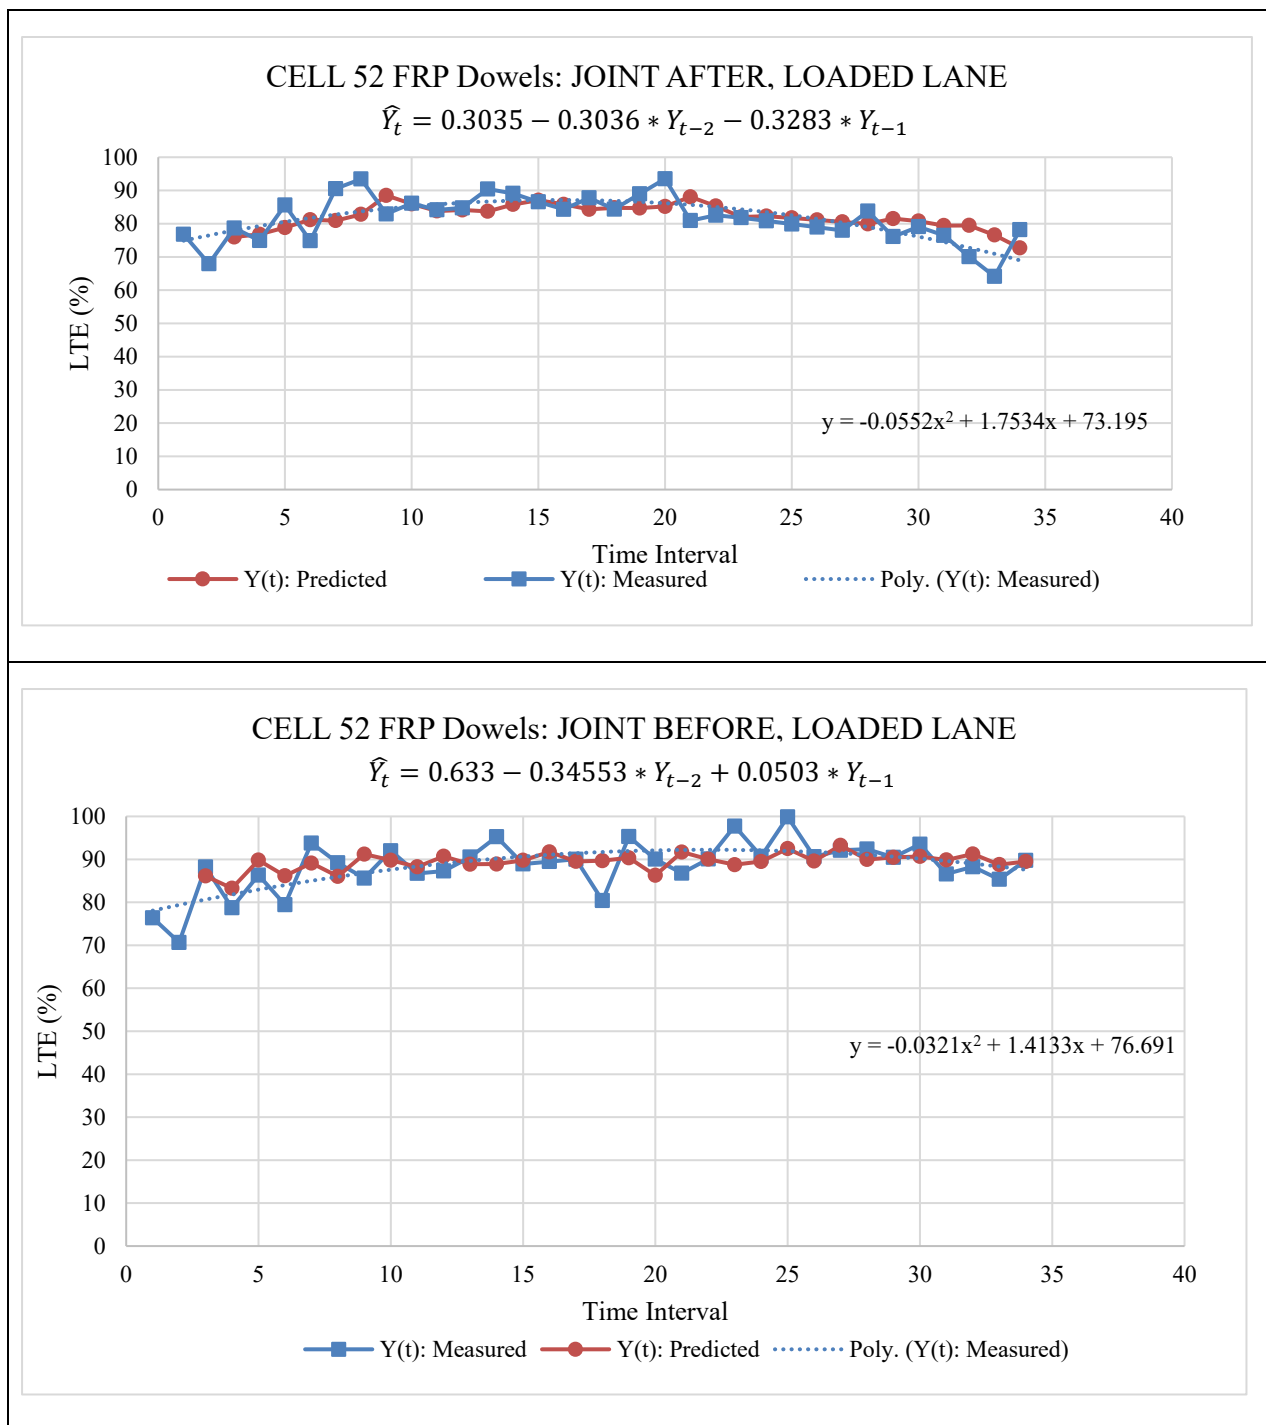 CELL 52 FRP Dowels: JOINT AFTER, LOADED LANE
Ŷₜ = 0.3035 − 0.3036 ∗ Yₜ₋₂ − 0.3283 ∗ Yₜ₋₁
100
90
80
70
60
50
40
30
20
10
0
LTE (%)
y = -0.0552x² + 1.7534x + 73.195
0 5 10 15 20 25 30 35 40
Time Interval
Y(t): Predicted Y(t): Measured Poly. (Y(t): Measured)
CELL 52 FRP Dowels: JOINT BEFORE, LOADED LANE
Ŷₜ = 0.633 − 0.34553 ∗ Yₜ₋₂ + 0.0503 ∗ Yₜ₋₁
100
90
80
70
60
50
40
30
20
10
0
LTE (%)
y = -0.0321x² + 1.4133x + 76.691
0 5 10 15 20 25 30 35 40
Time Interval
Y(t): Measured Y(t): Predicted Poly. (Y(t): Measured)